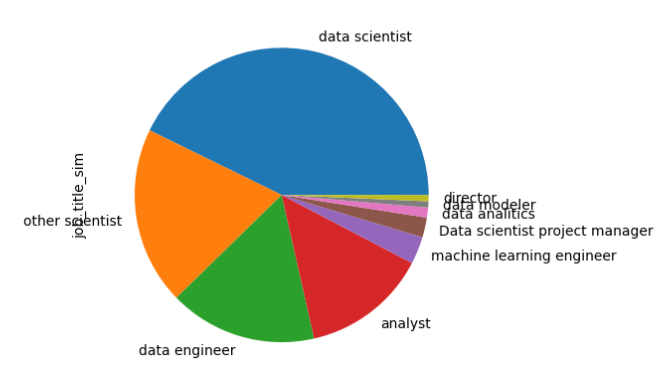 data scientist
job_title_sim
other scientist
data engineer
analyst
machine learning engineer
Data scientist project manager
data analitics
data modeler
director